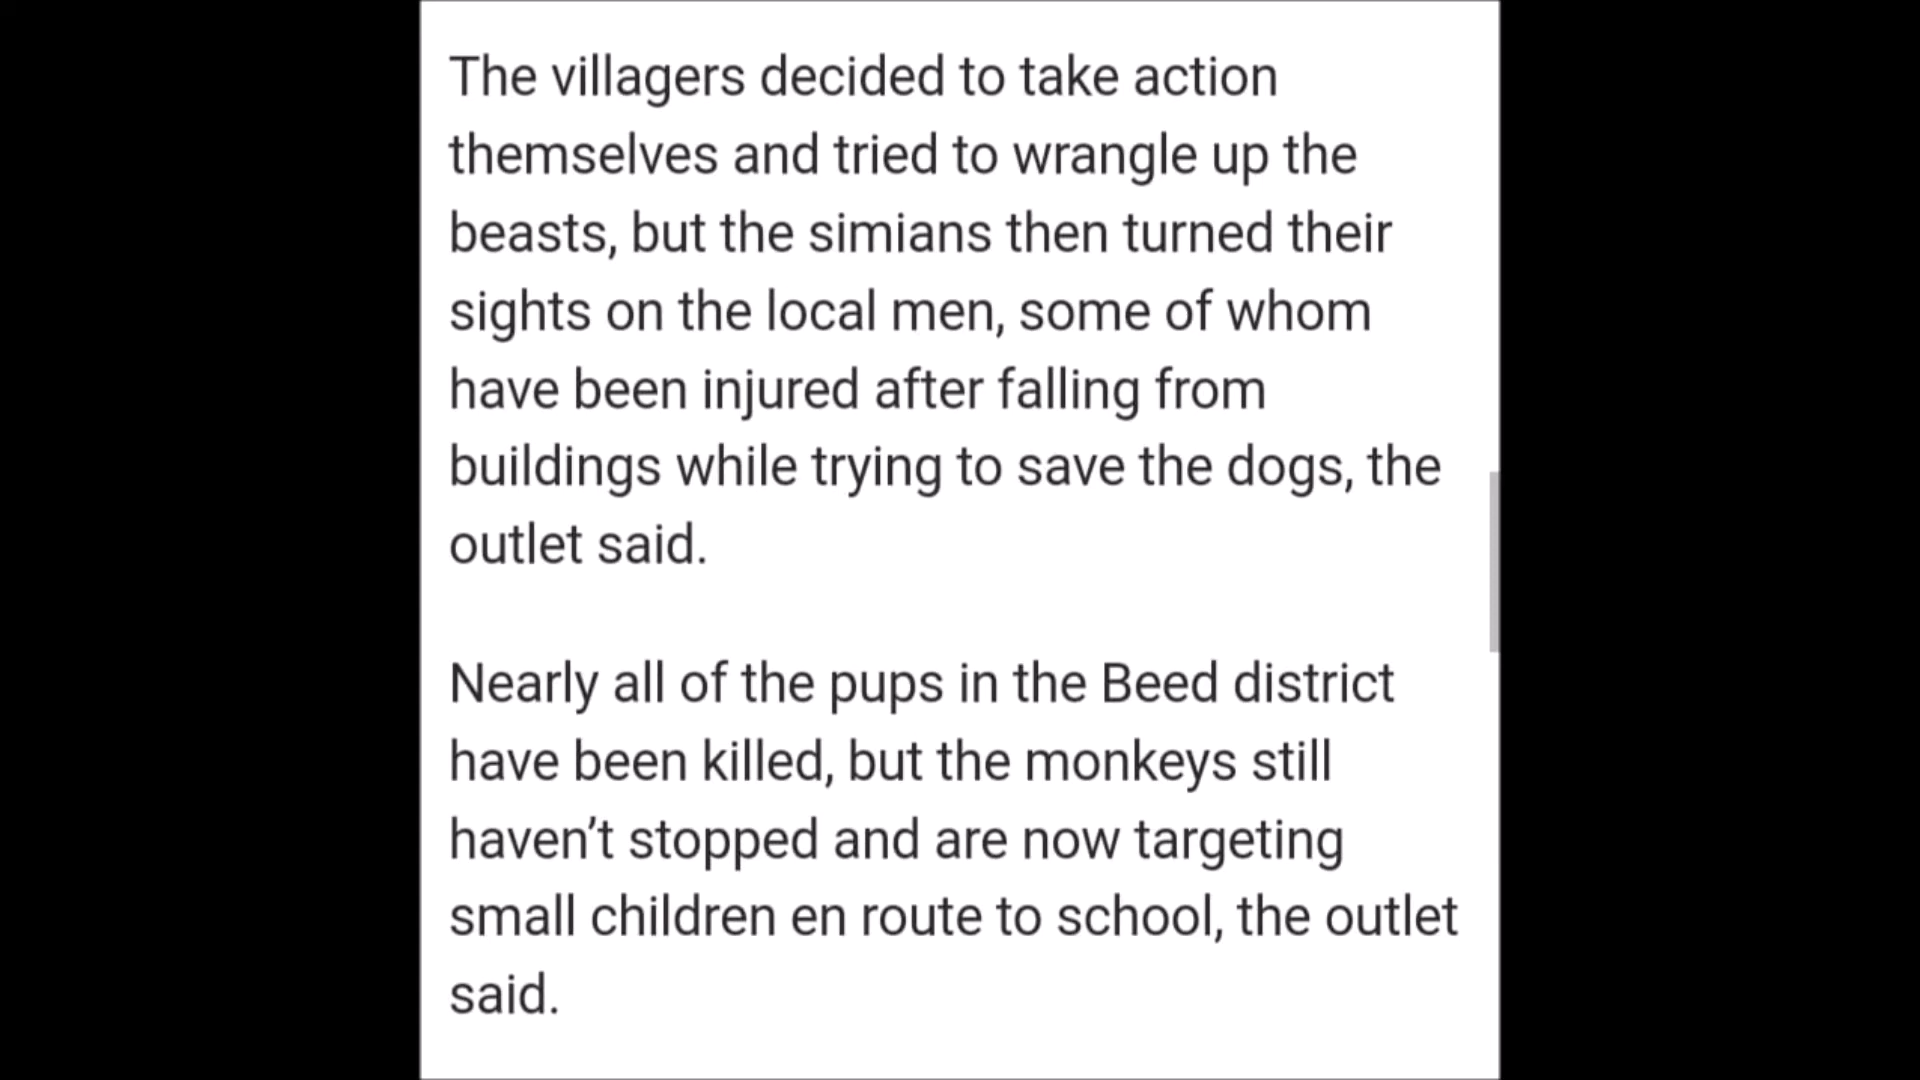 The villagers decided to take action
themselves and tried to wrangle up the
beasts, but the simians then turned their
sights on the local men, some of whom
have been injured after falling from
buildings while trying to save the dogs, the
outlet said.
Nearly all of the pups in the Beed district
have been killed, but the monkeys still
haven’t stopped and are now targeting
small children en route to school, the outlet
said.